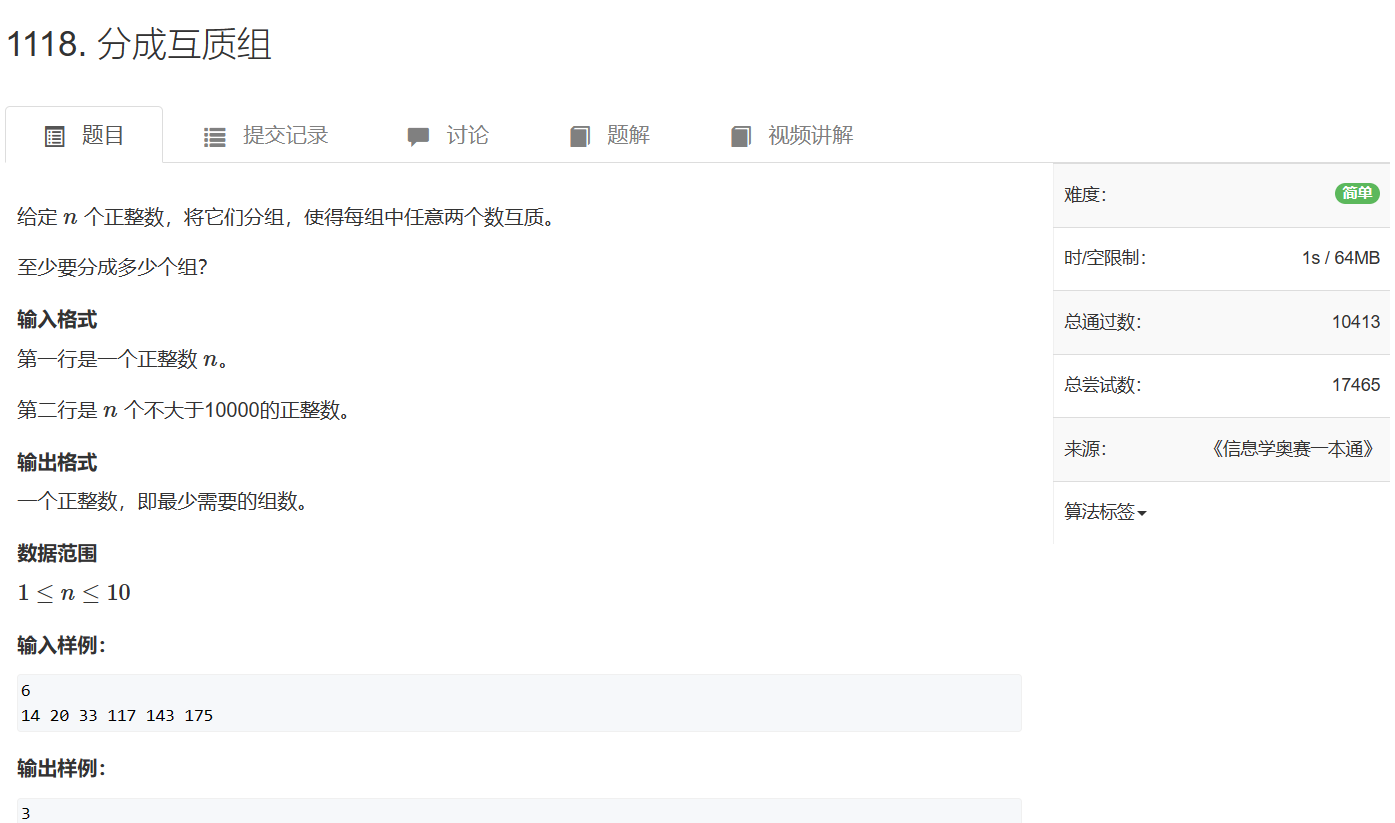 1118. 分成互质组
题目 提交记录 讨论 题解 视频讲解
给定 n 个正整数，将它们分组，使得每组中任意两个数互质。
至少要分成多少个组？
输入格式
第一行是一个正整数 n。
第二行是 n 个不大于10000的正整数。
输出格式
一个正整数，即最少需要的组数。
数据范围
1 ≤ n ≤ 10
输入样例：
6
14 20 33 117 143 175
输出样例：
3
难度： 简单
时/空限制： 1s / 64MB
总通过数： 10413
总尝试数： 17465
来源： 《信息学奥赛一本通》
算法标签